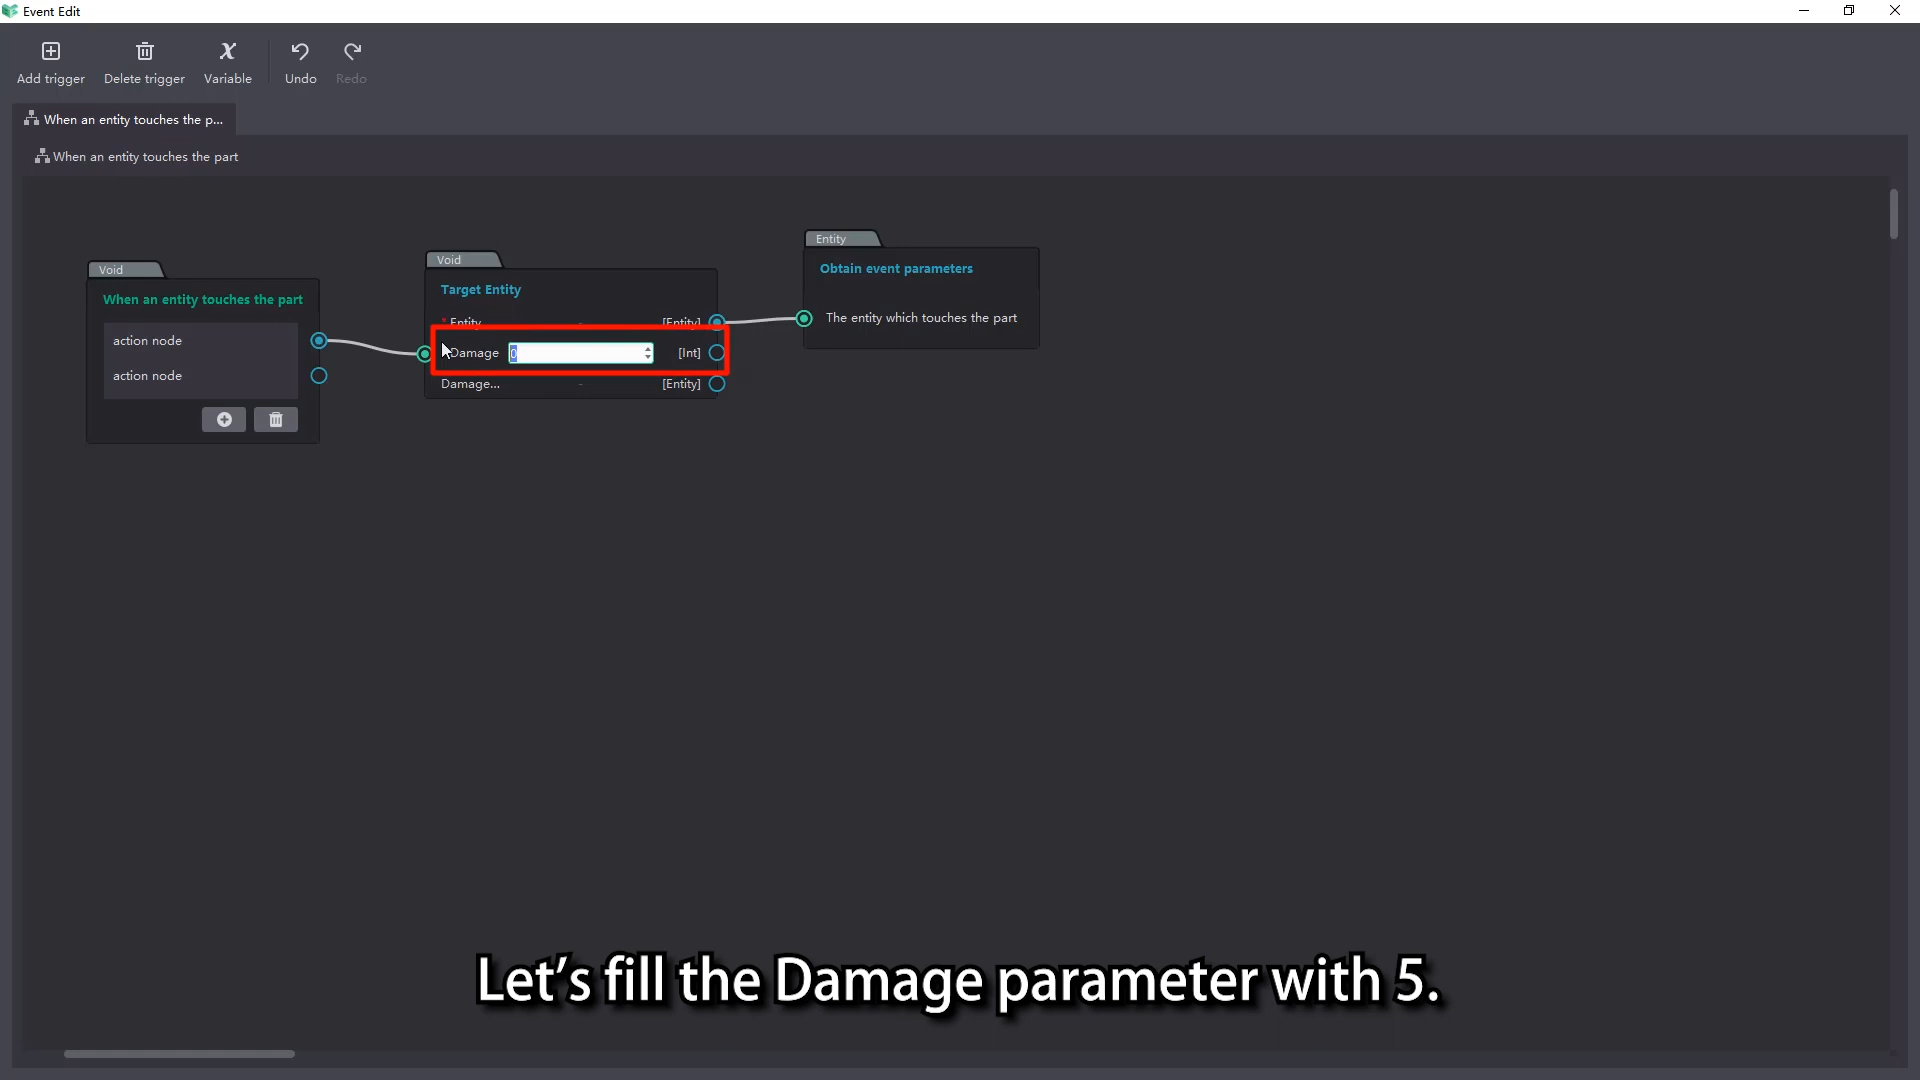 Event Edit
Add trigger
Delete trigger
Variable
Undo
Redo
When an entity touches the p...
When an entity touches the part
Void
When an entity touches the part
action node
action node
Void
Target Entity
* Entity - [Entity]
Damage 0 [Int]
Damage... - [Entity]
Entity
Obtain event parameters
The entity which touches the part
Let's fill the Damage parameter with 5.